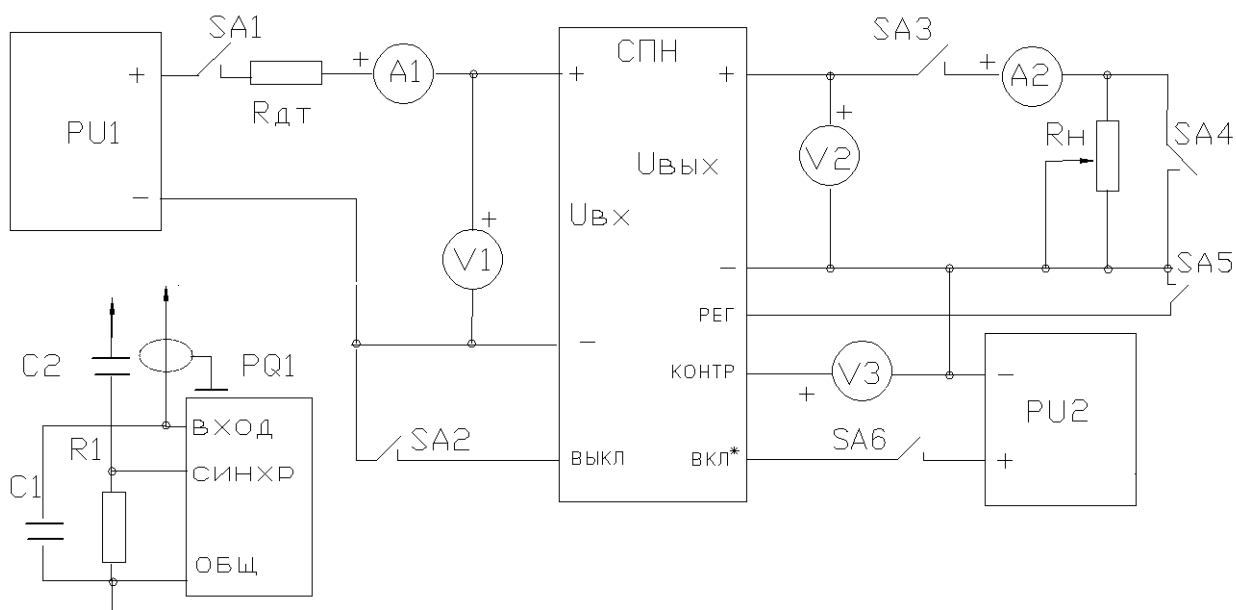 SA1
+
A1
+
PU1
Rдт
−
+
V1
СПН
+
+
Uвых
Uвх
−
−
РЕГ
КОНТР
ВЫКЛ
ВКЛ*
SA3
+
A2
+
V2
Rн
SA4
SA5
V3
+
−
PU2
+
SA6
SA2
C2
PQ1
ВХОД
R1
СИНХР
C1
ОБЩ